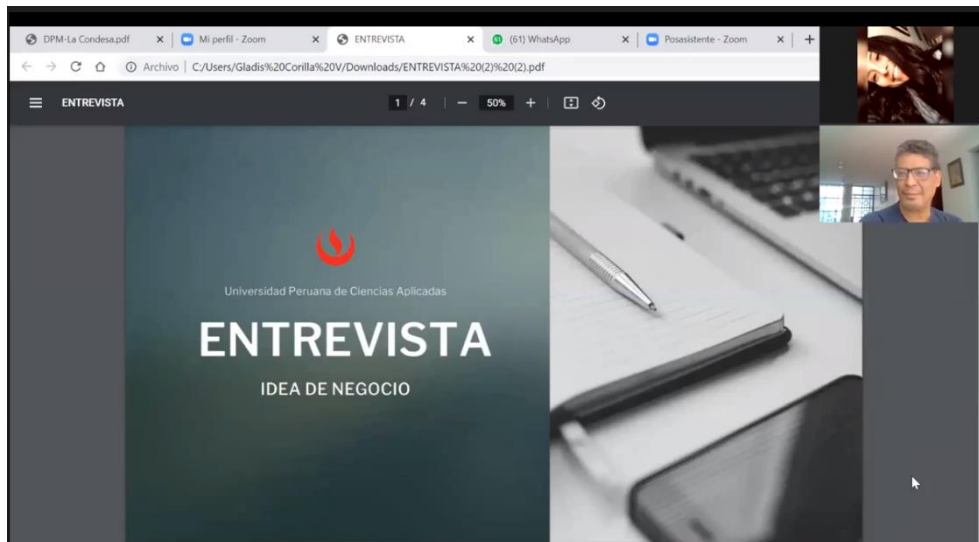 DPM-La Condesa.pdf
Mi perfil - Zoom
ENTREVISTA
(61) WhatsApp
Posasistente - Zoom
Archivo | C:/Users/Gladis%20Corilla%20V/Downloads/ENTREVISTA%20(2)%20(2).pdf
ENTREVISTA
1 / 4
50%
Universidad Peruana de Ciencias Aplicadas
ENTREVISTA
IDEA DE NEGOCIO